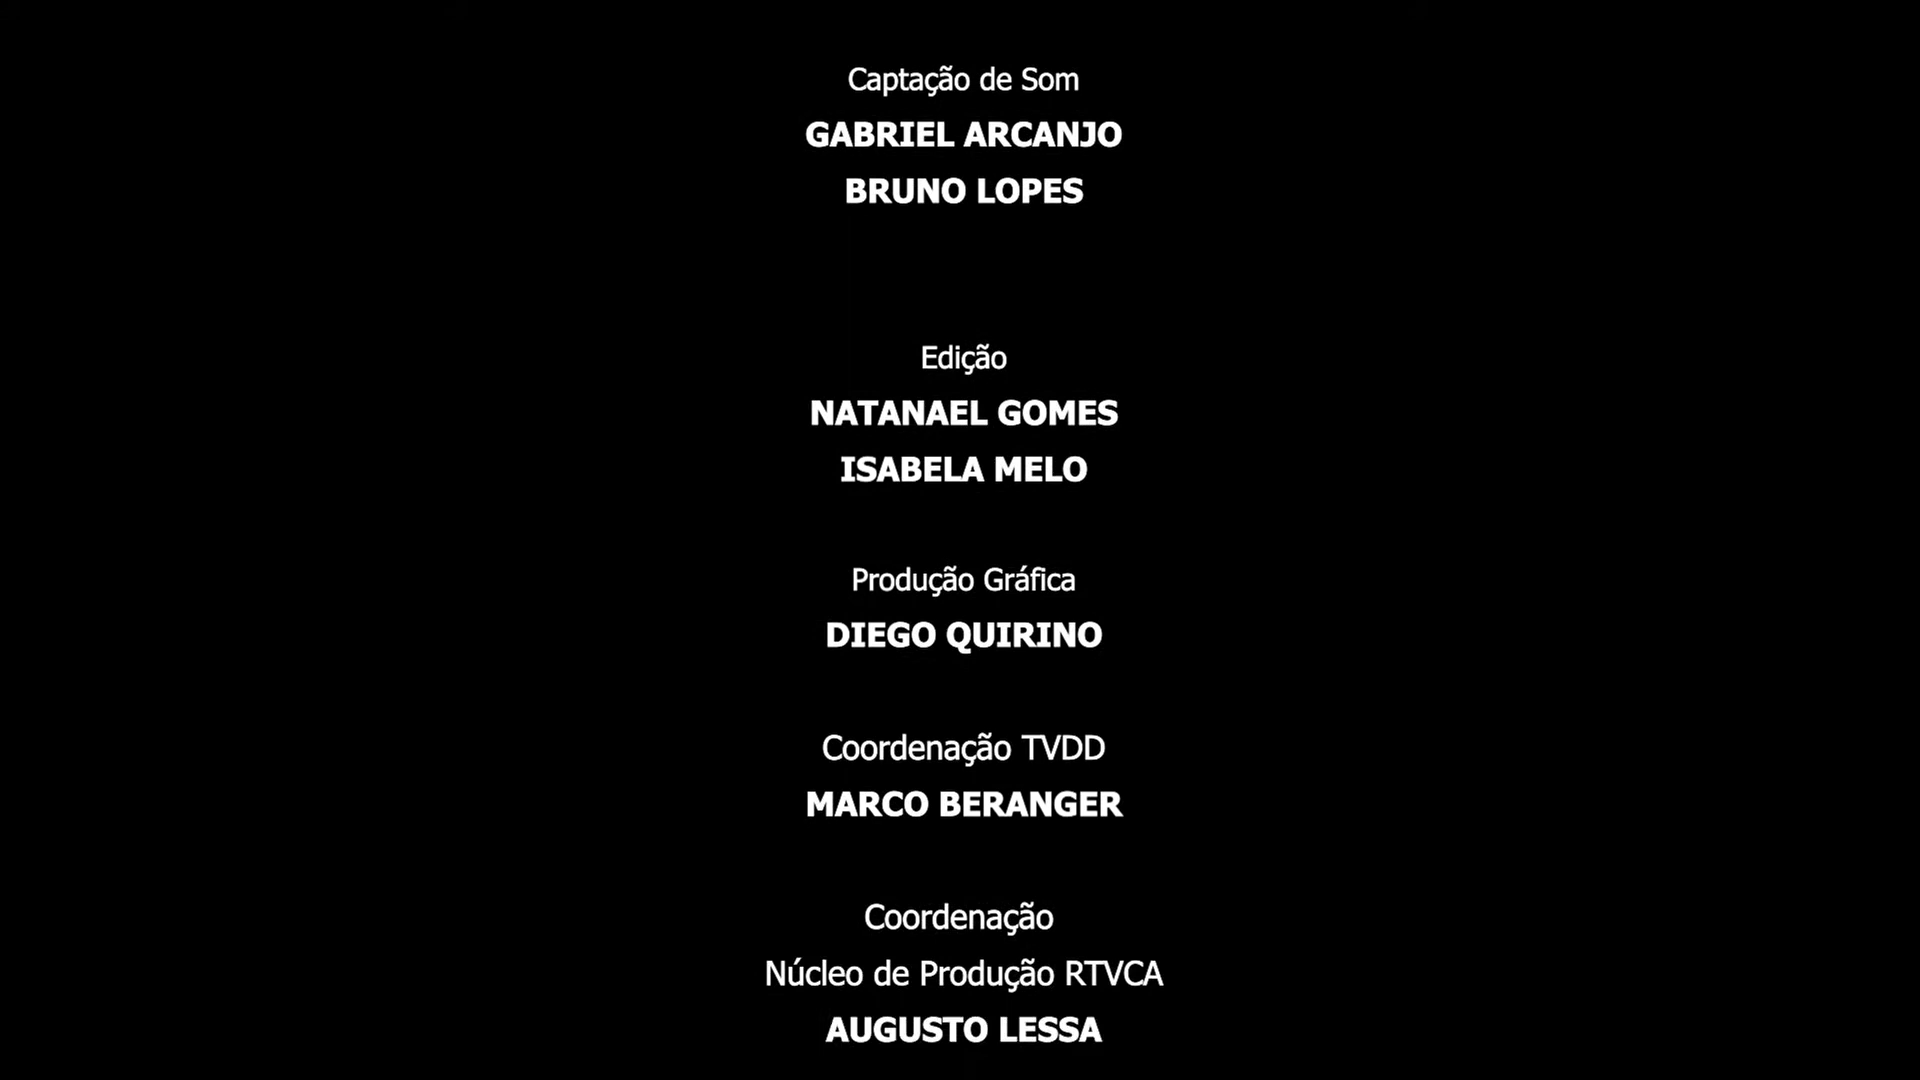 Captação de Som
GABRIEL ARCANJO
BRUNO LOPES
Edição
NATANAEL GOMES
ISABELA MELO
Produção Gráfica
DIEGO QUIRINO
Coordenação TVDD
MARCO BERANGER
Coordenação
Núcleo de Produção RTVCA
AUGUSTO LESSA